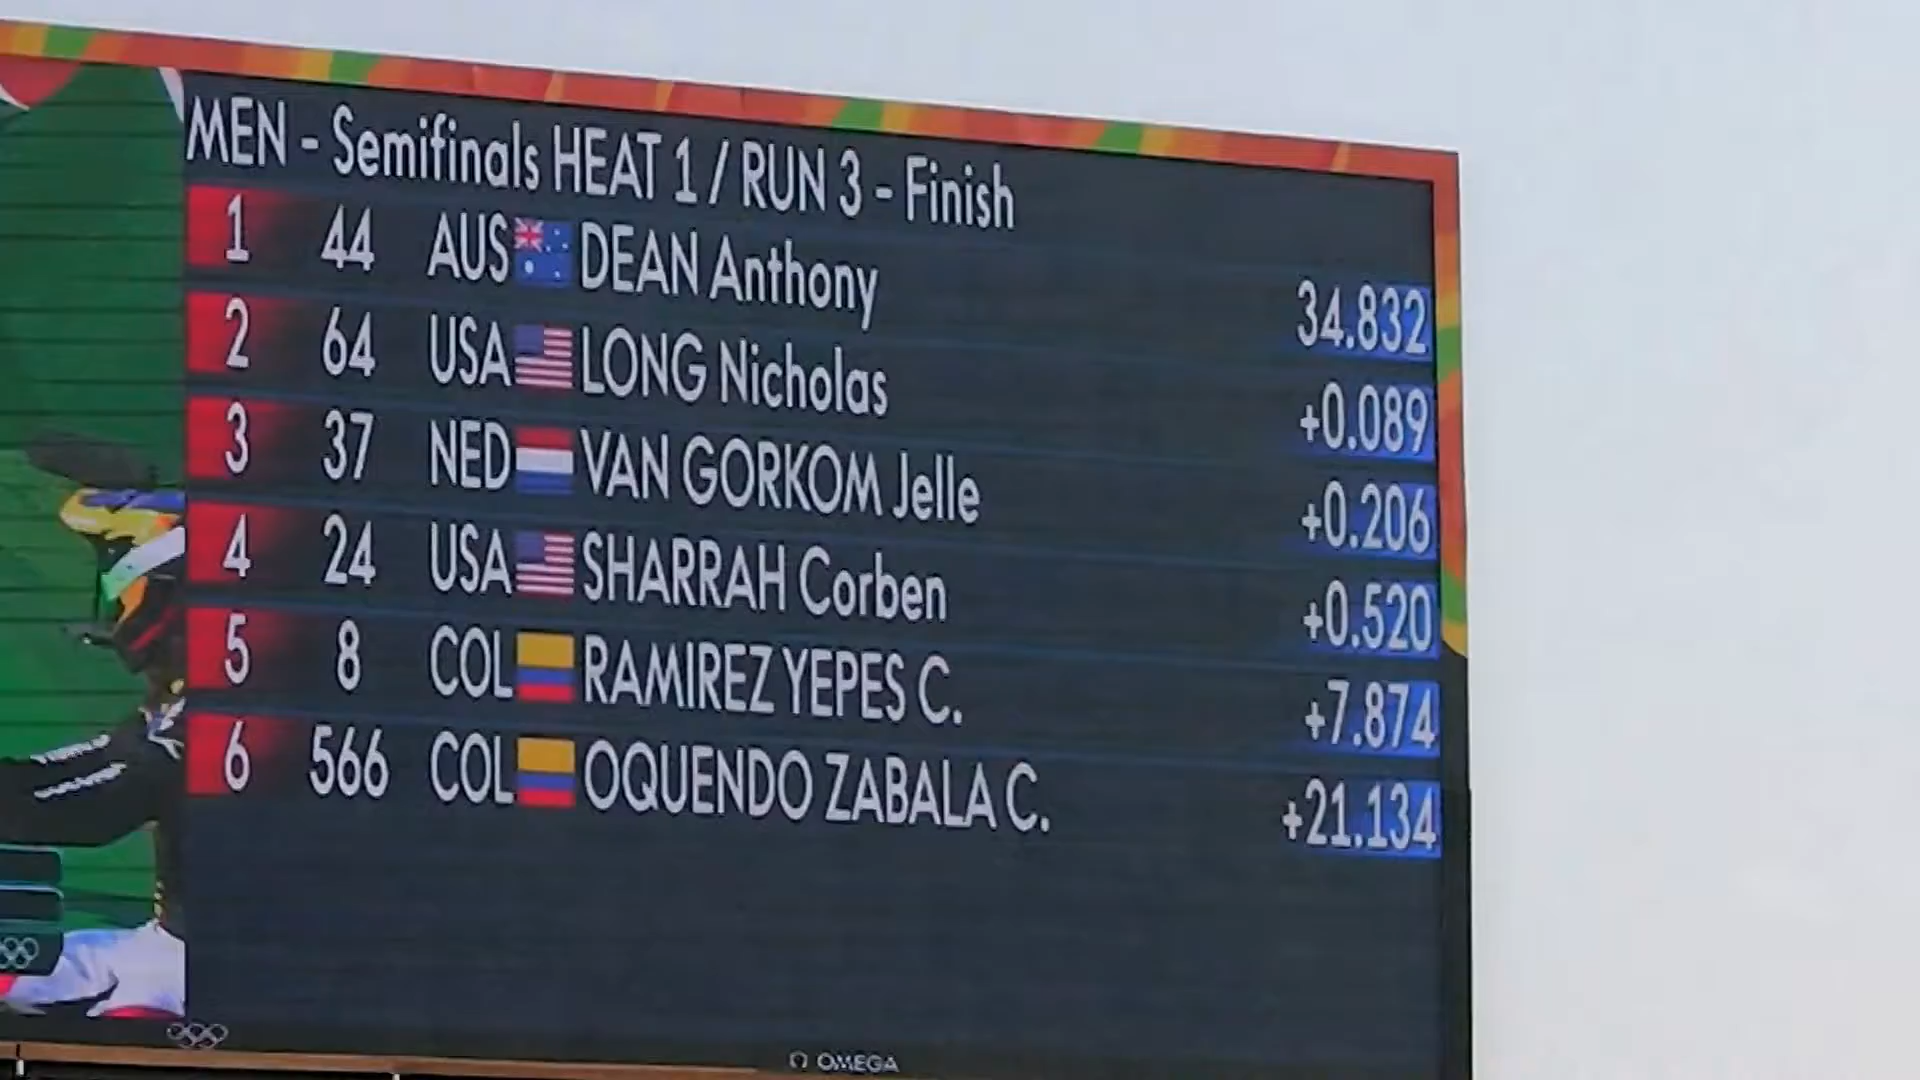 MEN - Semifinals HEAT 1 / RUN 3 - Finish
1 44 AUS DEAN Anthony 34.832
2 64 USA LONG Nicholas +0.089
3 37 NED VAN GORKOM Jelle +0.206
4 24 USA SHARRAH Corben +0.520
5 8 COL RAMIREZ YEPES C. +7.874
6 566 COL OQUENDO ZABALA C. +21.134
Ω OMEGA